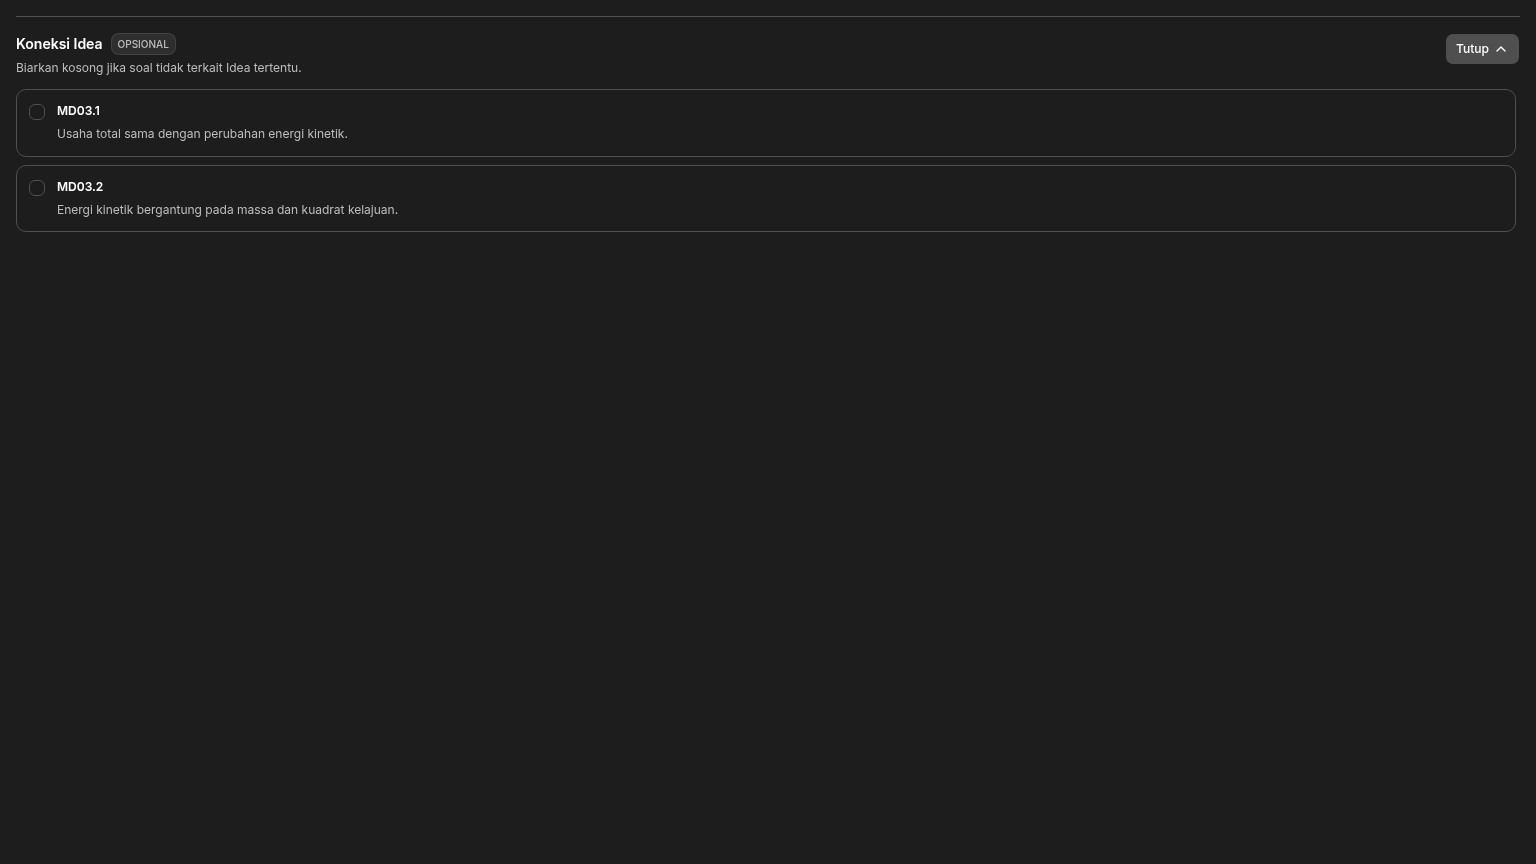 Koneksi Idea OPSIONAL
Biarkan kosong jika soal tidak terkait Idea tertentu.
Tutup
MD03.1
Usaha total sama dengan perubahan energi kinetik.
MD03.2
Energi kinetik bergantung pada massa dan kuadrat kelajuan.